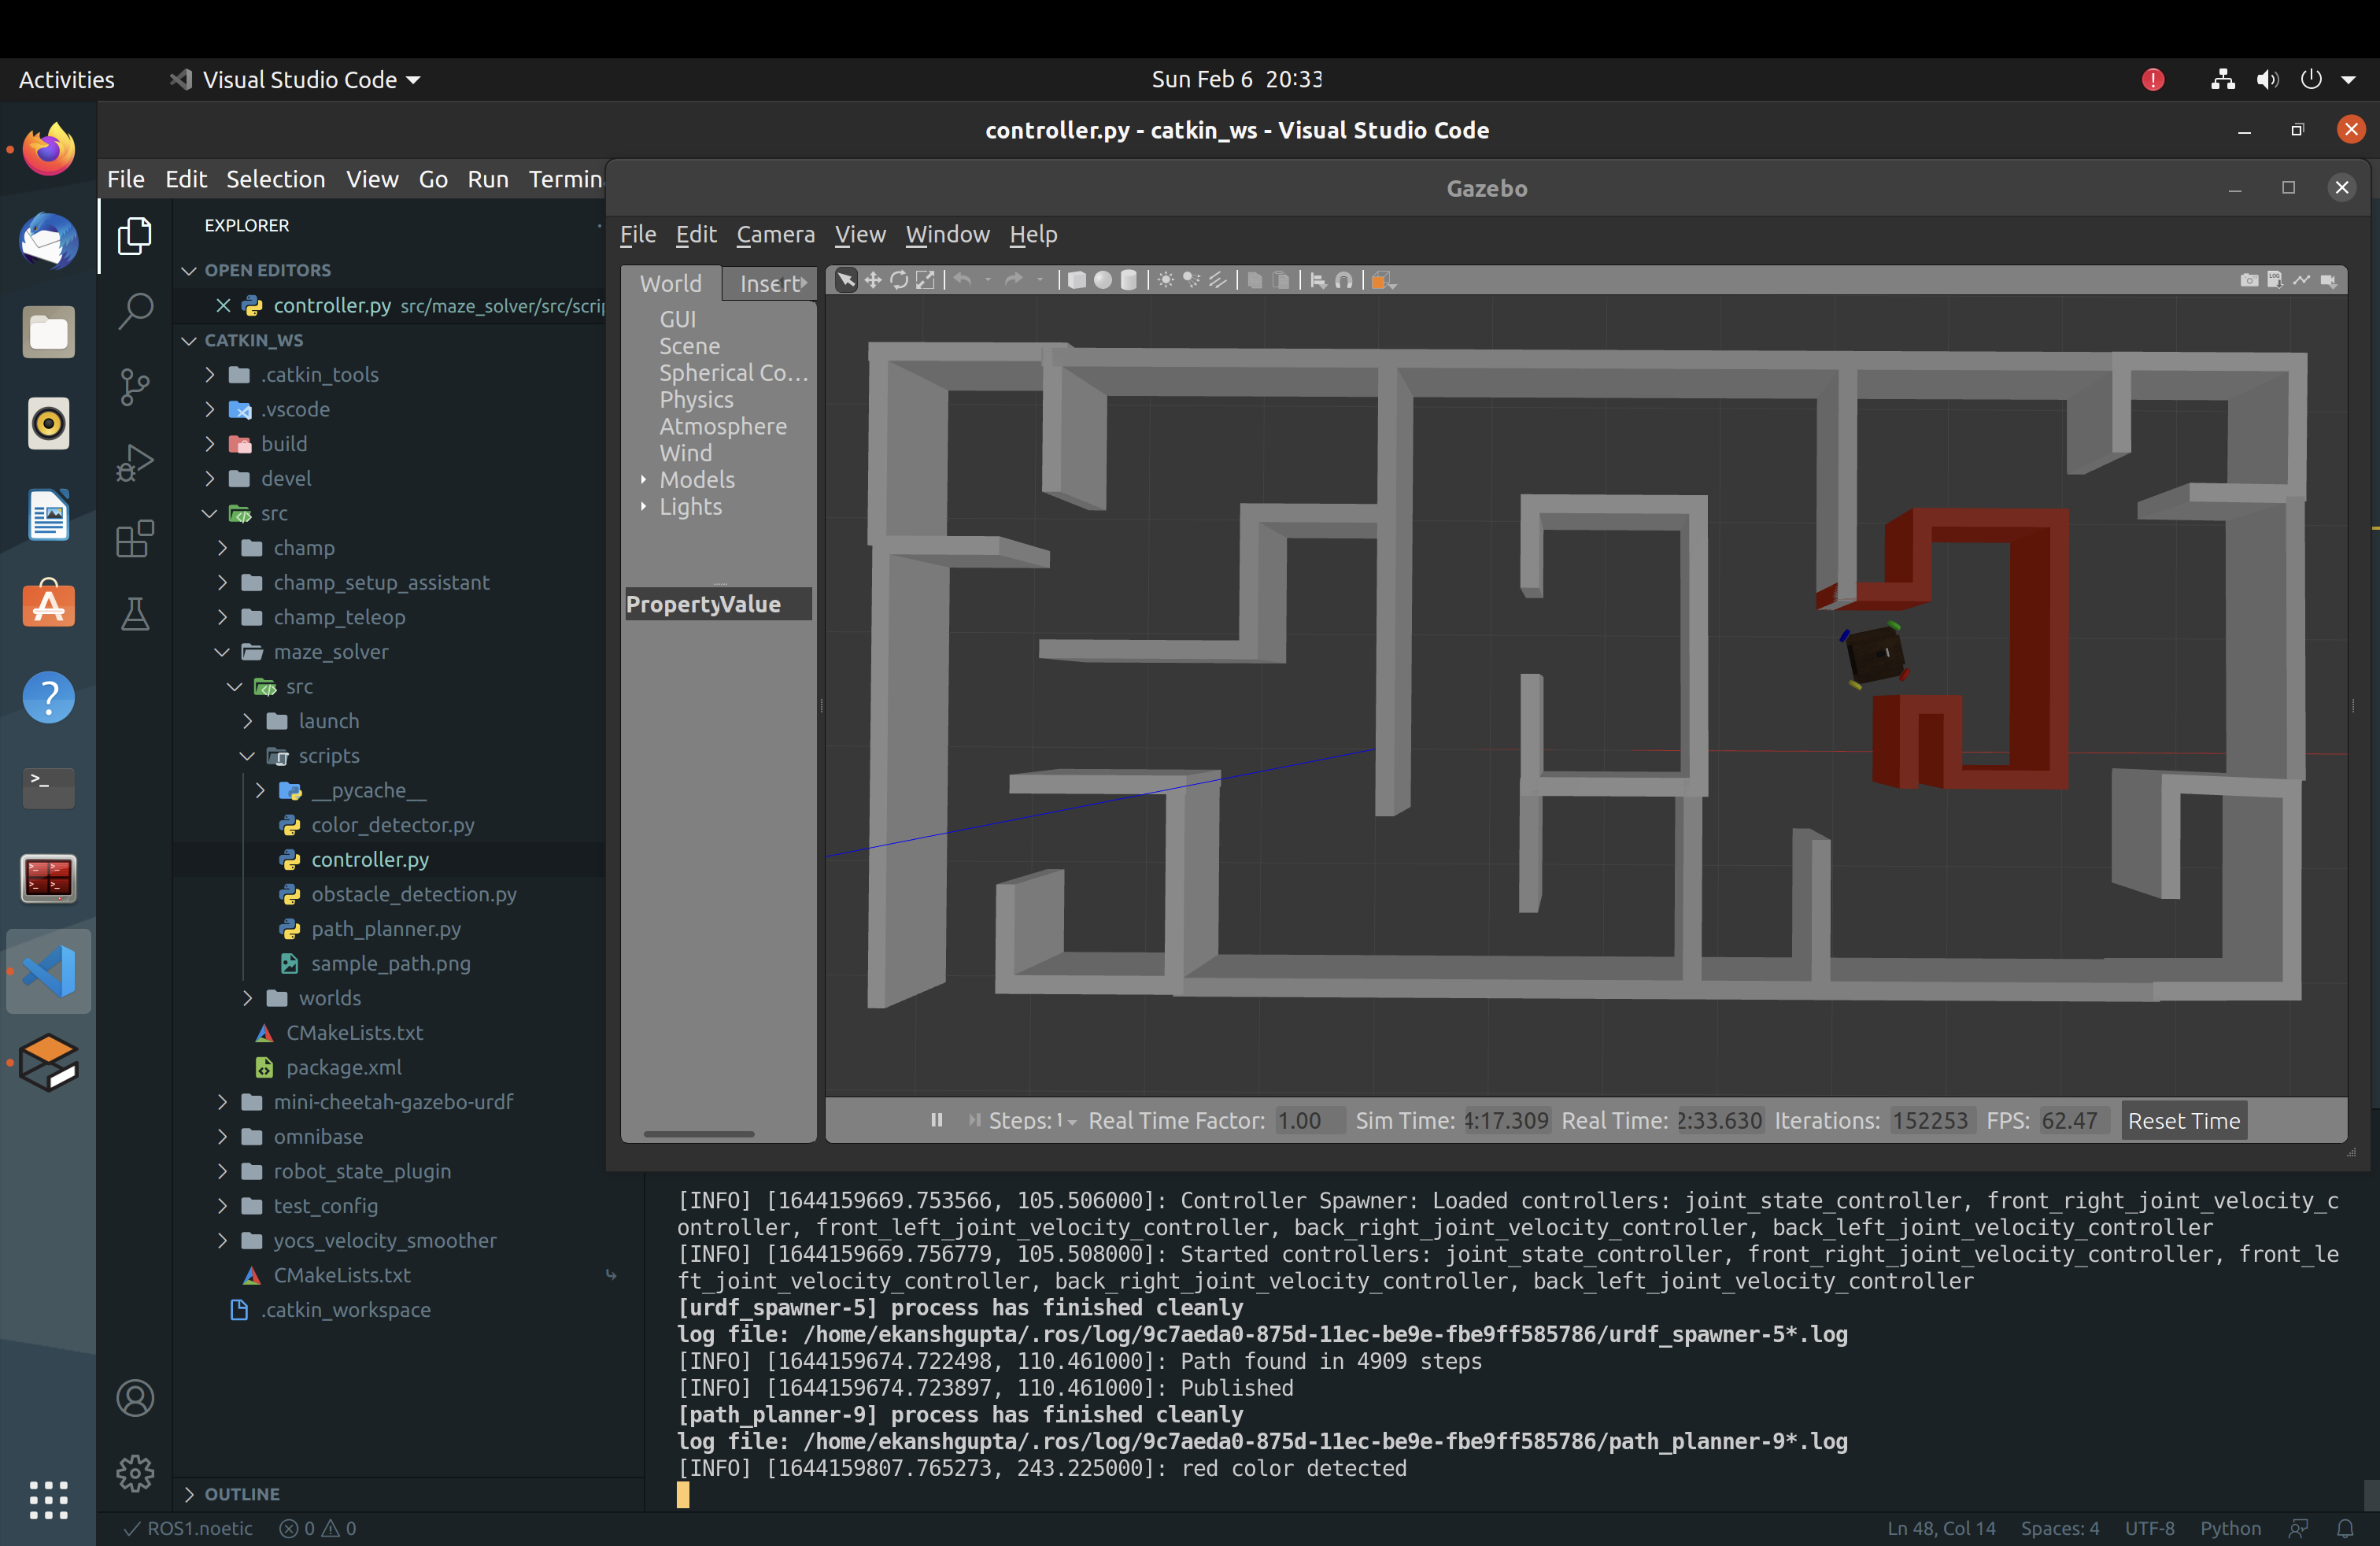 Activities
Visual Studio Code
Sun Feb 6 20:33
controller.py - catkin_ws - Visual Studio Code
File Edit Selection View Go Run
EXPLORER
OPEN EDITORS
controller.py
CATKIN_WS
.catkin_tools
.vscode
build
devel
src
champ
champ_setup_assistant
champ_teleop
maze_solver
src
launch
scripts
__pycache__
color_detector.py
controller.py
obstacle_detection.py
path_planner.py
sample_path.png
worlds
CMakeLists.txt
package.xml
mini-cheetah-gazebo-urdf
omnibase
robot_state_plugin
test_config
yocs_velocity_smoother
CMakeLists.txt
.catkin_workspace
OUTLINE
Gazebo
File Edit Camera View Window Help
World Insert
GUI
Scene
Spherical Co...
Physics
Atmosphere
Wind
Models
Lights
Property Value
Steps: 1 Real Time Factor: 1.00 Sim Time: 4:17.309 Real Time: 2:33.630 Iterations: 152253 FPS: 62.47 Reset Time
[INFO] [1644159669.753566, 105.506000]: Controller Spawner: Loaded controllers: joint_state_controller, front_right_joint_velocity_c
ontroller, front_left_joint_velocity_controller, back_right_joint_velocity_controller, back_left_joint_velocity_controller
[INFO] [1644159669.756779, 105.508000]: Started controllers: joint_state_controller, front_right_joint_velocity_controller, front_le
ft_joint_velocity_controller, back_right_joint_velocity_controller, back_left_joint_velocity_controller
[urdf_spawner-5] process has finished cleanly
log file: /home/ekanshgupta/.ros/log/9c7aeda0-875d-11ec-be9e-fbe9ff585786/urdf_spawner-5*.log
[INFO] [1644159674.722498, 110.461000]: Path found in 4909 steps
[INFO] [1644159674.723897, 110.461000]: Published
[path_planner-9] process has finished cleanly
log file: /home/ekanshgupta/.ros/log/9c7aeda0-875d-11ec-be9e-fbe9ff585786/path_planner-9*.log
[INFO] [1644159807.765273, 243.225000]: red color detected
ROS1.noetic 0 0
Ln 48, Col 14 Spaces: 4 UTF-8 Python